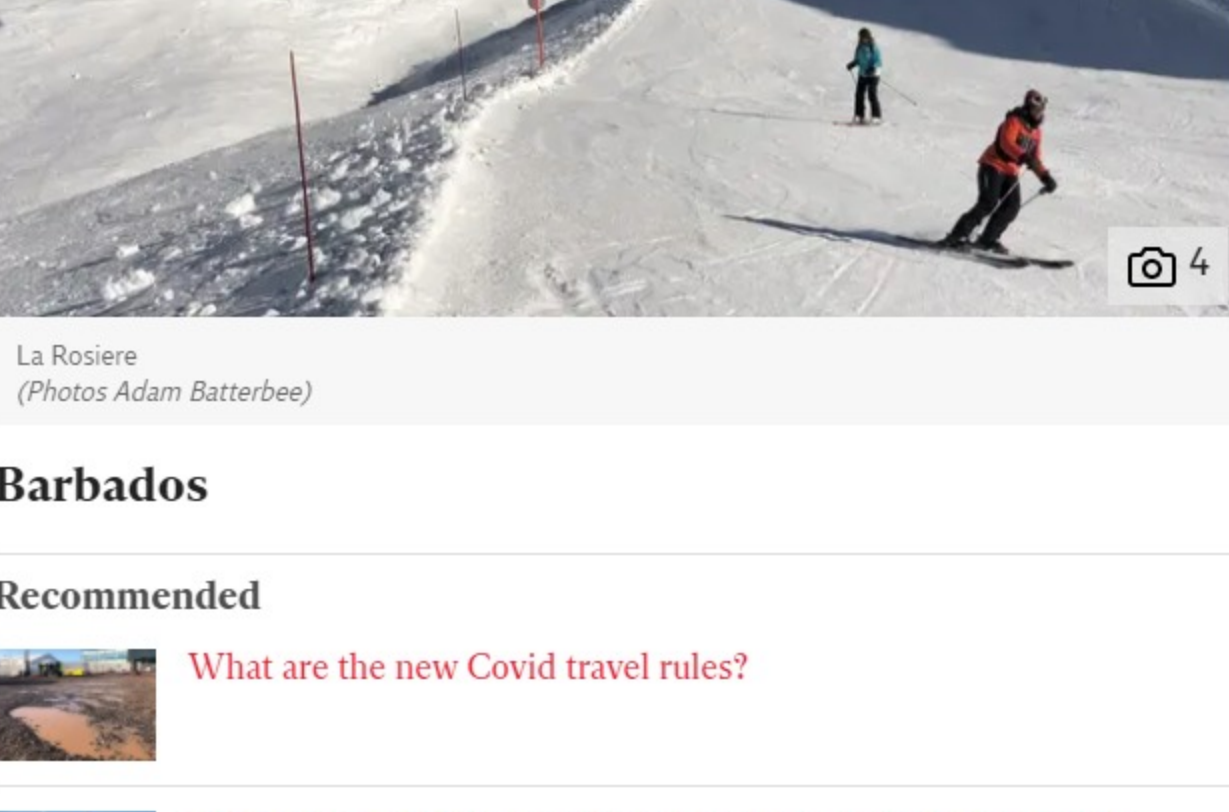 4
La Rosiere
(Photos Adam Batterbee)
Barbados
Recommended
What are the new Covid travel rules?